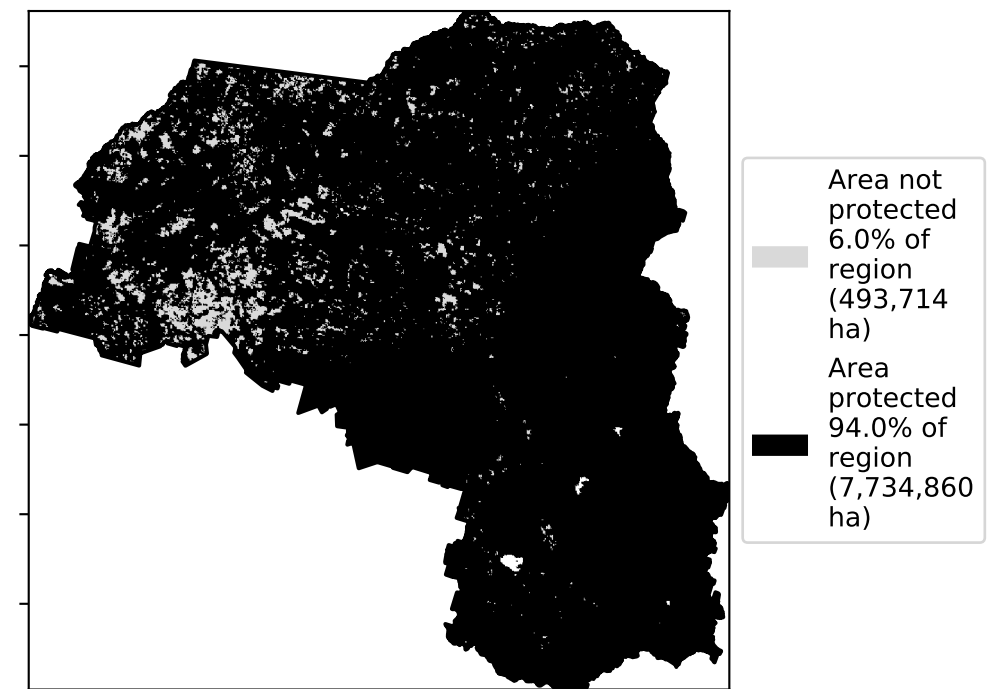 Area not
protected
6.0% of
region
(493,714
ha)
Area
protected
94.0% of
region
(7,734,860
ha)